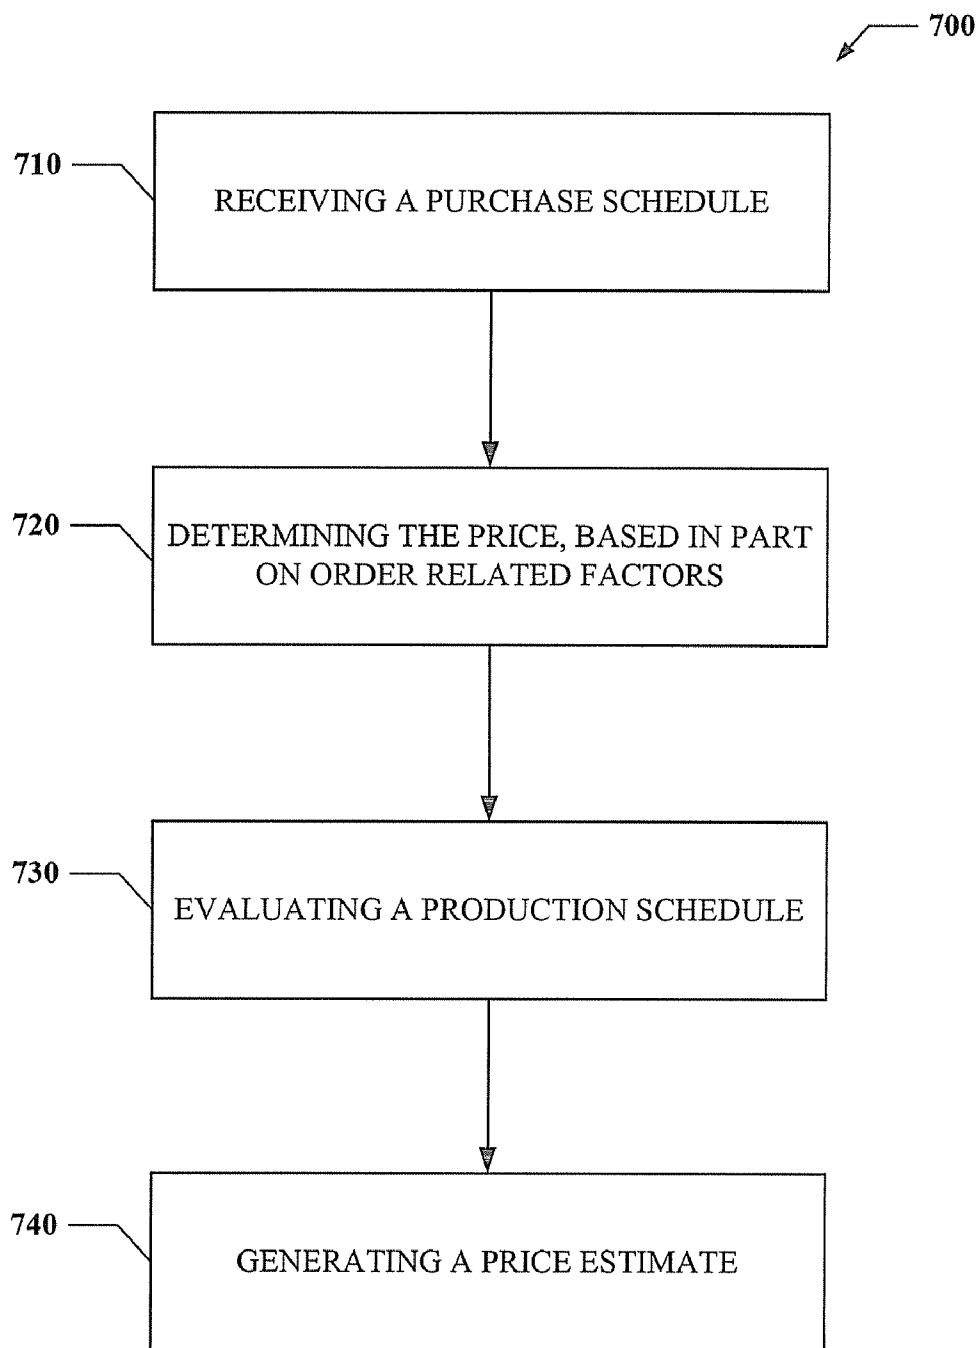 700
710
RECEIVING A PURCHASE SCHEDULE
720
DETERMINING THE PRICE, BASED IN PART
ON ORDER RELATED FACTORS
730
EVALUATING A PRODUCTION SCHEDULE
740
GENERATING A PRICE ESTIMATE